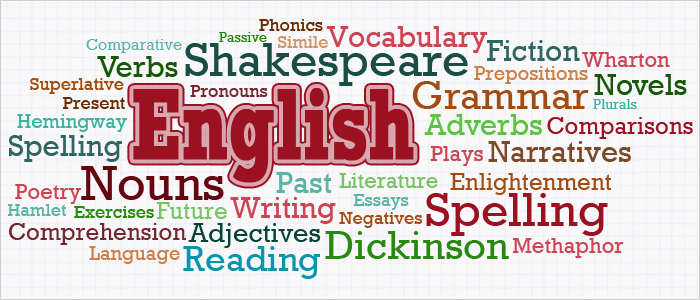 Phonics
Passive Simile Vocabulary
Comparative Shakespeare Fiction
Verbs Prepositions Wharton
Superlative Pronouns Grammar Novels
Present English Plurals
Hemingway Adverbs Comparisons
Spelling Plays Narratives
Nouns Past Literature Enlightenment
Poetry Writing Essays Spelling
Hamlet Exercises Future Negatives
Comprehension Adjectives Dickinson Methaphor
Language Reading